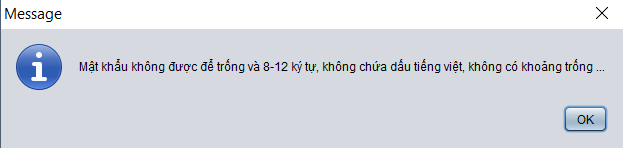 Message
Mật khẩu không được để trống và 8-12 ký tự, không chứa dấu tiếng việt, không có khoảng trống ...
OK